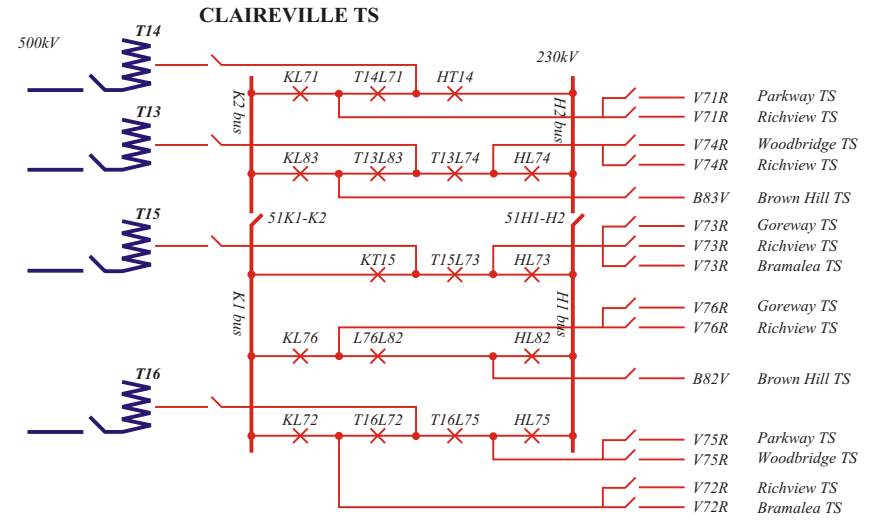 CLAIREVILLE TS
500kV
T14
230kV
KL71
T14L71
HT14
K2 bus
H2 bus
V71R Parkway TS
V71R Richview TS
T13
V74R Woodbridge TS
KL83
T13L83
T13L74
HL74
V74R Richview TS
B83V Brown Hill TS
T15
51K1-K2
51H1-H2
V73R Goreway TS
V73R Richview TS
KT15
T15L73
HL73
V73R Bramalea TS
K1 bus
H1 bus
V76R Goreway TS
V76R Richview TS
KL76
L76L82
HL82
T16
B82V Brown Hill TS
KL72
T16L72
T16L75
HL75
V75R Parkway TS
V75R Woodbridge TS
V72R Richview TS
V72R Bramalea TS